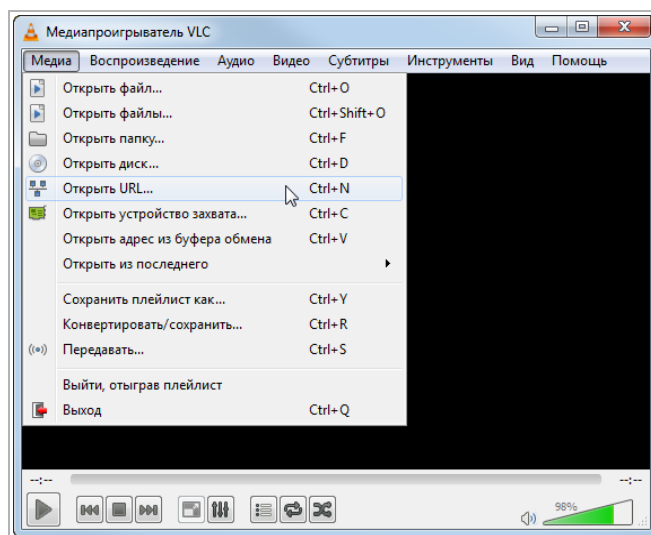 Медиапроигрыватель VLC
Медиа Воспроизведение Аудио Видео Субтитры Инструменты Вид Помощь
Открыть файл... Ctrl+O
Открыть файлы... Ctrl+Shift+O
Открыть папку... Ctrl+F
Открыть диск... Ctrl+D
Открыть URL... Ctrl+N
Открыть устройство захвата... Ctrl+C
Открыть адрес из буфера обмена Ctrl+V
Открыть из последнего
Сохранить плейлист как... Ctrl+Y
Конвертировать/сохранить... Ctrl+R
Передавать... Ctrl+S
Выйти, отыграв плейлист
Выход Ctrl+Q
--:-- --:--
98%